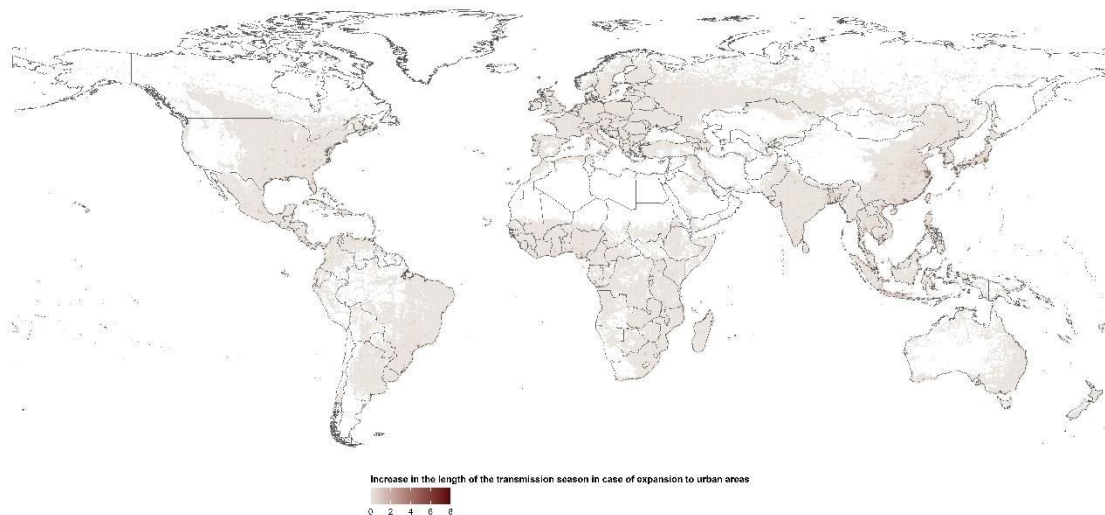 Increase in the length of the transmission season in case of expansion to urban areas
0 2 4 6 8